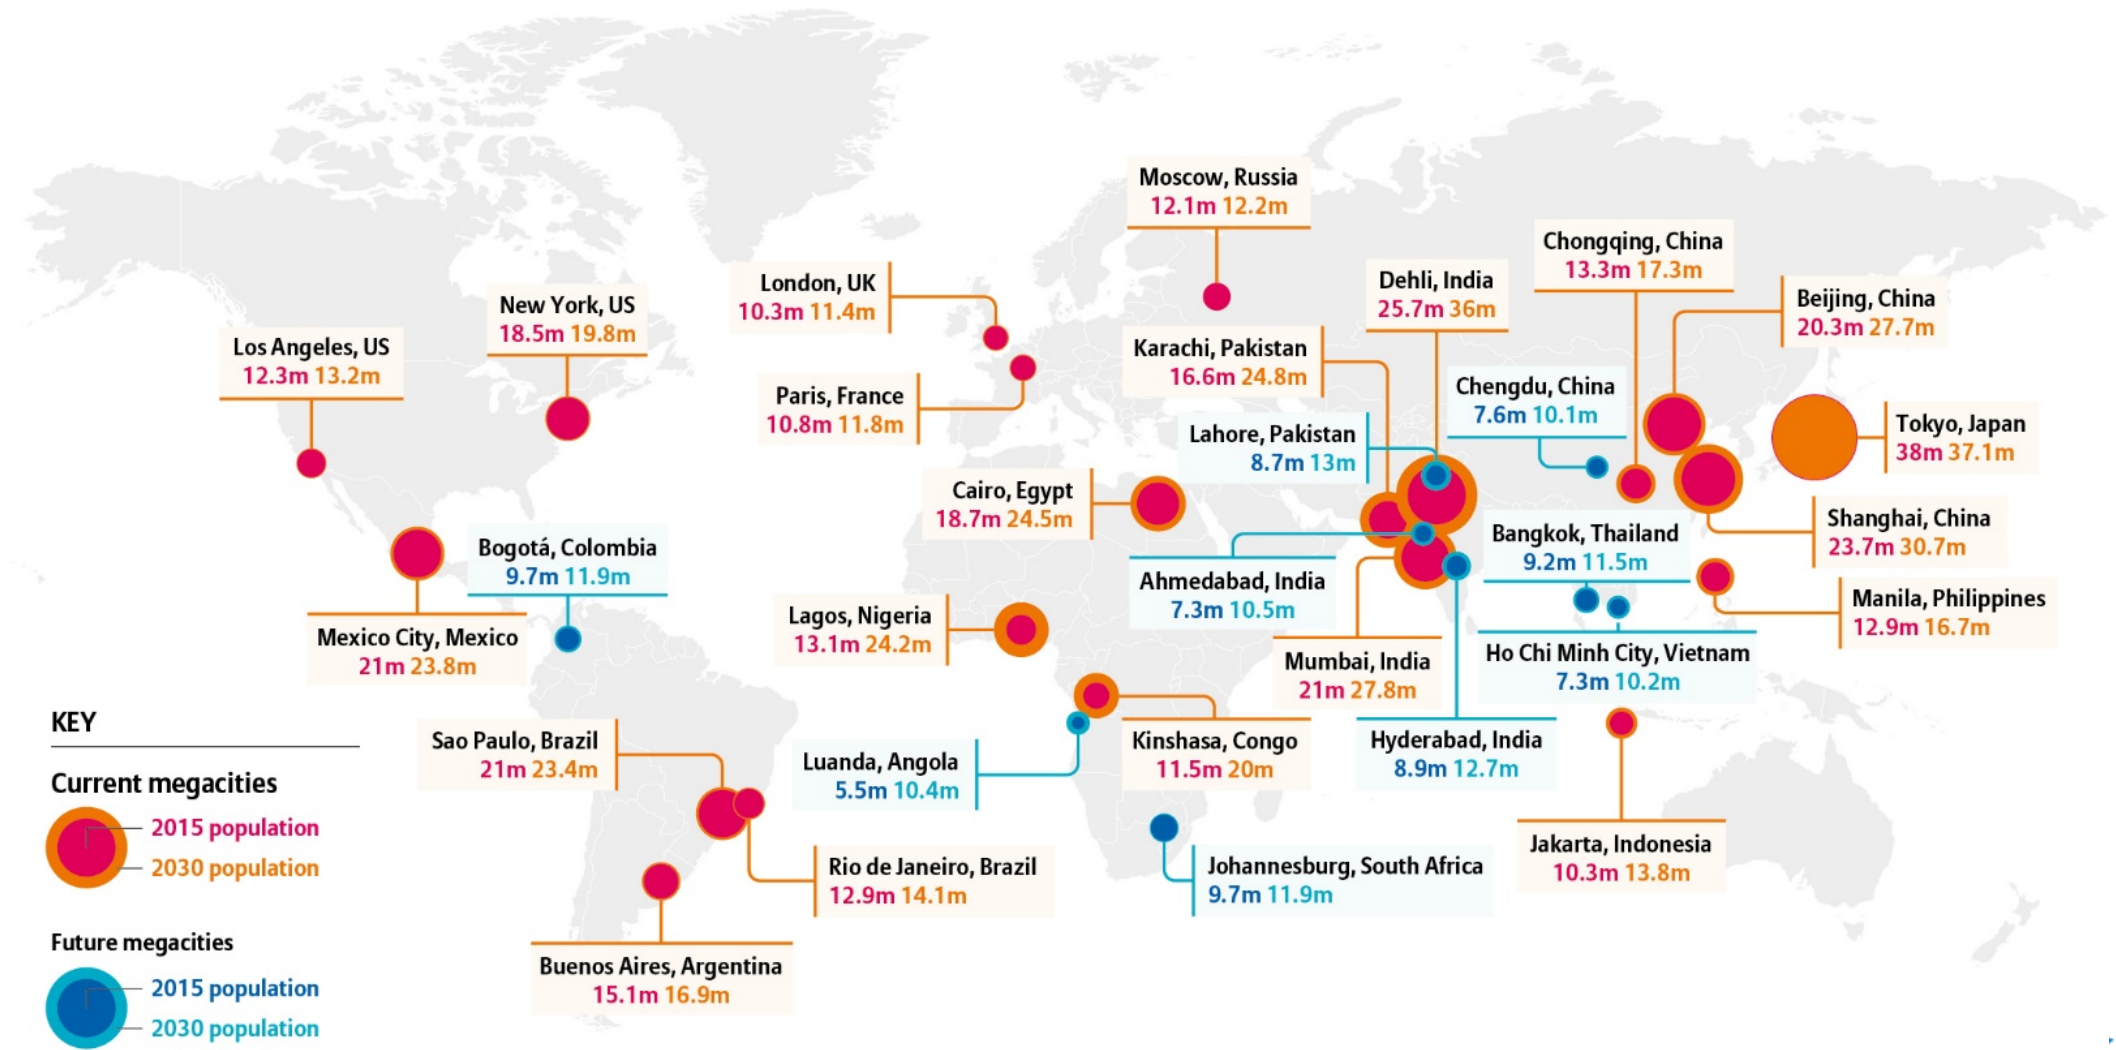 Moscow, Russia
12.1m 12.2m
Chongqing, China
13.3m 17.3m
London, UK
10.3m 11.4m
Dehli, India
25.7m 36m
Beijing, China
20.3m 27.7m
New York, US
18.5m 19.8m
Los Angeles, US
12.3m 13.2m
Karachi, Pakistan
16.6m 24.8m
Paris, France
10.8m 11.8m
Chengdu, China
7.6m 10.1m
Lahore, Pakistan
8.7m 13m
Tokyo, Japan
38m 37.1m
Cairo, Egypt
18.7m 24.5m
Shanghai, China
23.7m 30.7m
Bangkok, Thailand
9.2m 11.5m
Bogotá, Colombia
9.7m 11.9m
Ahmedabad, India
7.3m 10.5m
Manila, Philippines
12.9m 16.7m
Lagos, Nigeria
13.1m 24.2m
Mexico City, Mexico
21m 23.8m
Mumbai, India
21m 27.8m
Ho Chi Minh City, Vietnam
7.3m 10.2m
Sao Paulo, Brazil
21m 23.4m
Luanda, Angola
5.5m 10.4m
Kinshasa, Congo
11.5m 20m
Hyderabad, India
8.9m 12.7m
Rio de Janeiro, Brazil
12.9m 14.1m
Johannesburg, South Africa
9.7m 11.9m
Jakarta, Indonesia
10.3m 13.8m
Buenos Aires, Argentina
15.1m 16.9m
KEY
Current megacities
2015 population
2030 population
Future megacities
2015 population
2030 population